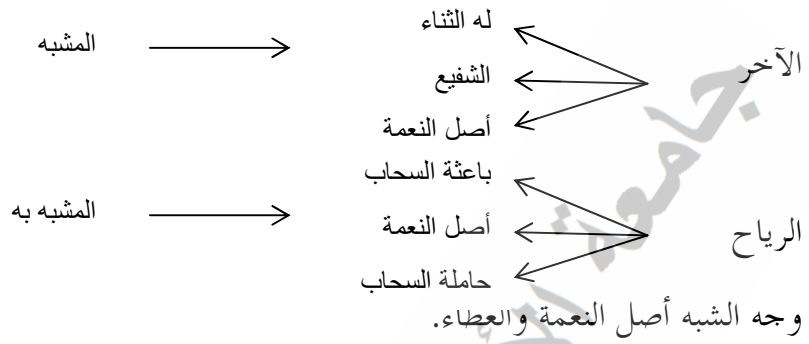 له الثناء
المشبه
الآخر
الشفيع
أصل النعمة
باعثة السحاب
المشبه به
أصل النعمة
الرياح
حاملة السحاب
وجه الشبه أصل النعمة والعطاء.
جامعة